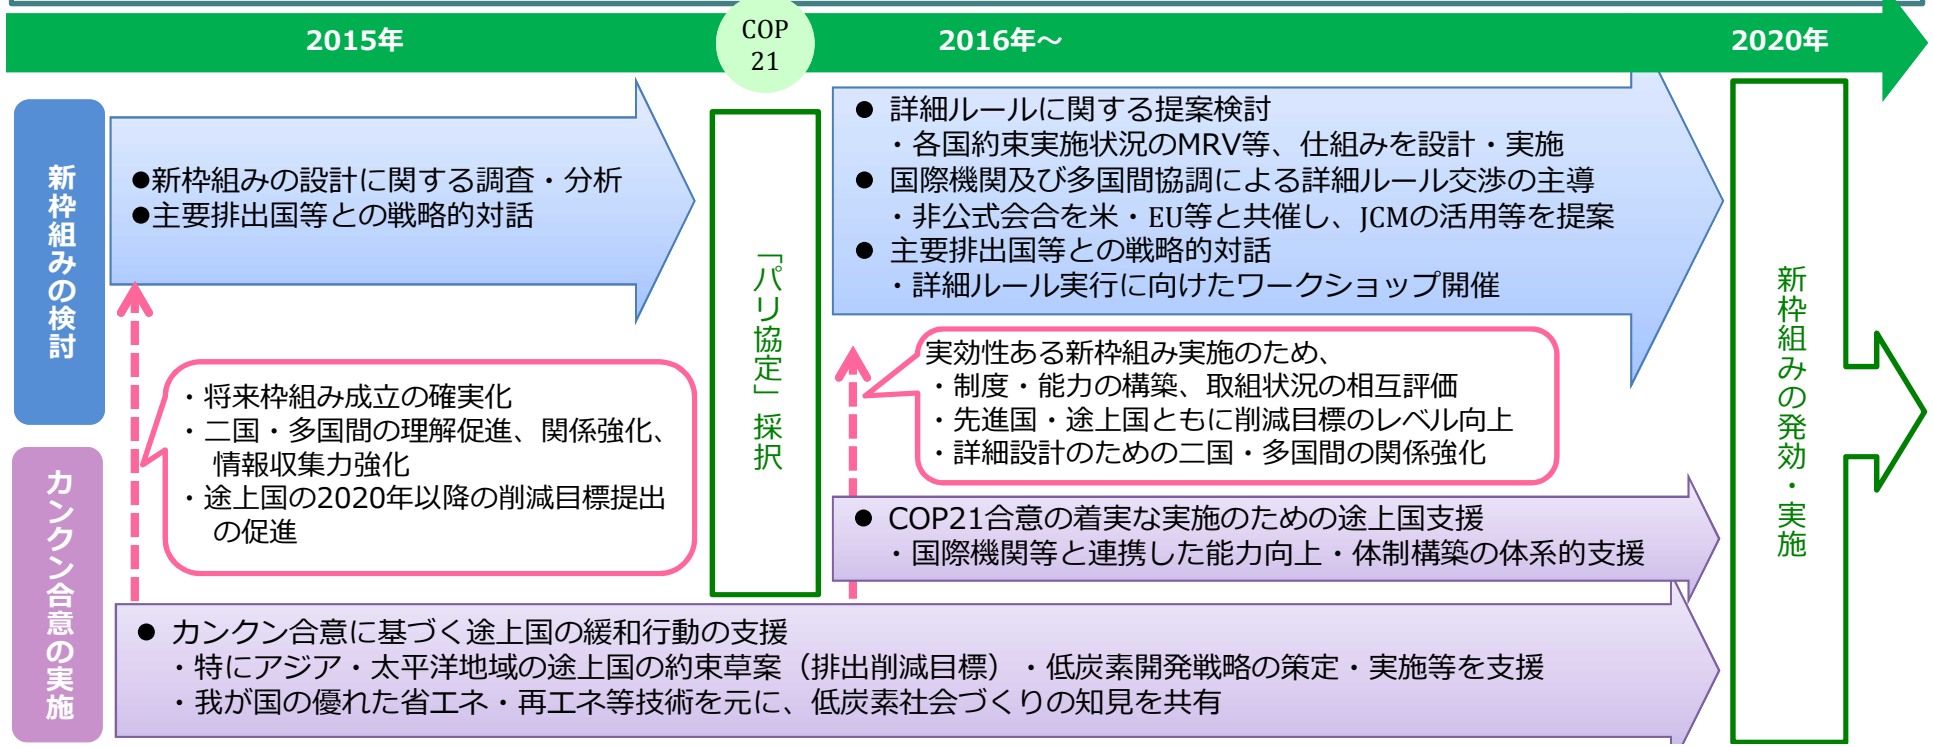 2015年
COP
21
2016年～
2020年
新枠組みの検討
●新枠組みの設計に関する調査・分析
●主要排出国等との戦略的対話
「パリ協定」採択
● 詳細ルールに関する提案検討
・各国約束実施状況のMRV等、仕組みを設計・実施
● 国際機関及び多国間協調による詳細ルール交渉の主導
・非公式会合を米・EU等と共催し、JCMの活用等を提案
● 主要排出国等との戦略的対話
・詳細ルール実行に向けたワークショップ開催
新枠組みの発効・実施
・将来枠組み成立の確実化
・二国・多国間の理解促進、関係強化、
情報収集力強化
・途上国の2020年以降の削減目標提出
の促進
実効性ある新枠組み実施のため、
・制度・能力の構築、取組状況の相互評価
・先進国・途上国ともに削減目標のレベル向上
・詳細設計のための二国・多国間の関係強化
カンクン合意の実施
● COP21合意の着実な実施のための途上国支援
・国際機関等と連携した能力向上・体制構築の体系的支援
● カンクン合意に基づく途上国の緩和行動の支援
・特にアジア・太平洋地域の途上国の約束草案（排出削減目標）・低炭素開発戦略の策定・実施等を支援
・我が国の優れた省エネ・再エネ等技術を元に、低炭素社会づくりの知見を共有